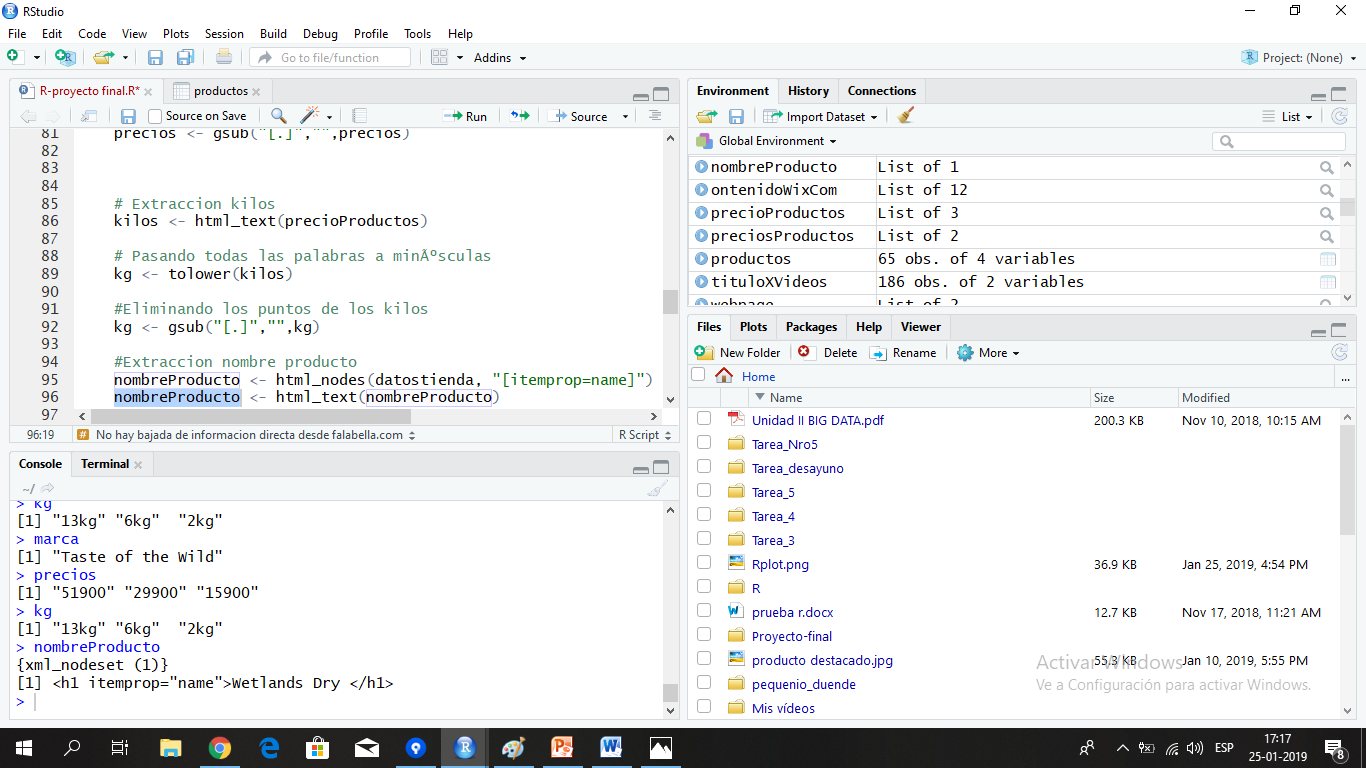 RStudio
File Edit Code View Plots Session Build Debug Profile Tools Help
Go to file/function Addins Project: (None)
R-proyecto final.R* productos
Source on Save Run Source
81 precios <- gsub("[.]","",precios)
82
83
84
85 # Extraccion kilos
86 kilos <- html_text(precioProductos)
87
88 # Pasando todas las palabras a minÃºsculas
89 kg <- tolower(kilos)
90
91 #Eliminando los puntos de los kilos
92 kg <- gsub("[.]","",kg)
93
94 #Extraccion nombre producto
95 nombreProducto <- html_nodes(datostienda, "[itemprop=name]")
96 nombreProducto <- html_text(nombreProducto)
97
96:19 # No hay bajada de informacion directa desde falabella.com R Script
Console Terminal
~/
> kg
[1] "13kg" "6kg"  "2kg"
> marca
[1] "Taste of the Wild"
> precios
[1] "51900" "29900" "15900"
> kg
[1] "13kg" "6kg"  "2kg"
> nombreProducto
{xml_nodeset (1)}
[1] <h1 itemprop="name">Wetlands Dry </h1>
>
Environment History Connections
Import Dataset List
Global Environment
nombreProducto List of 1
ontenidoWixCom List of 12
precioProductos List of 3
preciosProductos List of 2
productos 65 obs. of 4 variables
tituloXVideos 186 obs. of 2 variables
webpage List of 2
Files Plots Packages Help Viewer
New Folder Delete Rename More
Home ...
Name Size Modified
Unidad II BIG DATA.pdf 200.3 KB Nov 10, 2018, 10:15 AM
Tarea_Nro5
Tarea_desayuno
Tarea_5
Tarea_4
Tarea_3
Rplot.png 36.9 KB Jan 25, 2019, 4:54 PM
R
prueba r.docx 12.7 KB Nov 17, 2018, 11:21 AM
Proyecto-final
producto destacado.jpg 55.3 KB Jan 10, 2019, 5:55 PM
pequenio_duende
Mis vídeos
Activar Windows
Ve a Configuración para activar Windows.
ESP 17:17
25-01-2019 8